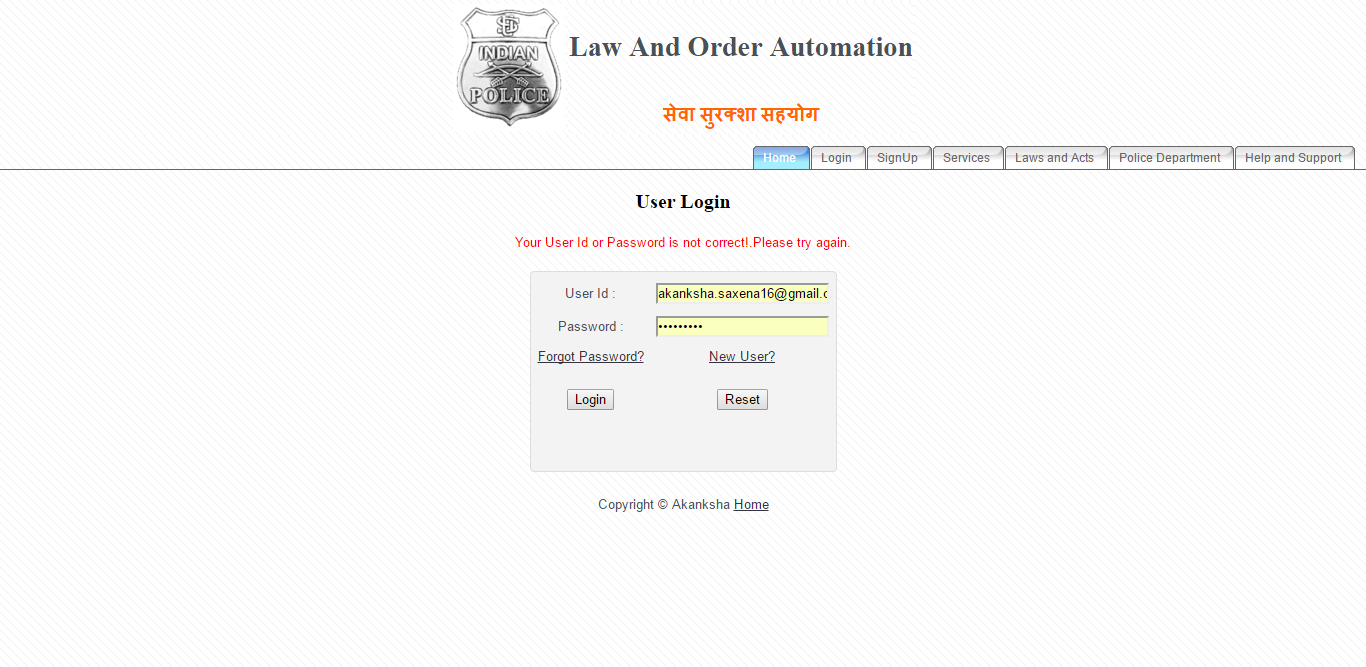 INDIAN
POLICE
Law And Order Automation
सेवा सुरक्शा सहयोग
Home Login SignUp Services Laws and Acts Police Department Help and Support
User Login
Your User Id or Password is not correct!.Please try again.
User Id : akanksha.saxena16@gmail.c
Password : •••••••••
Forgot Password? New User?
Login Reset
Copyright © Akanksha Home